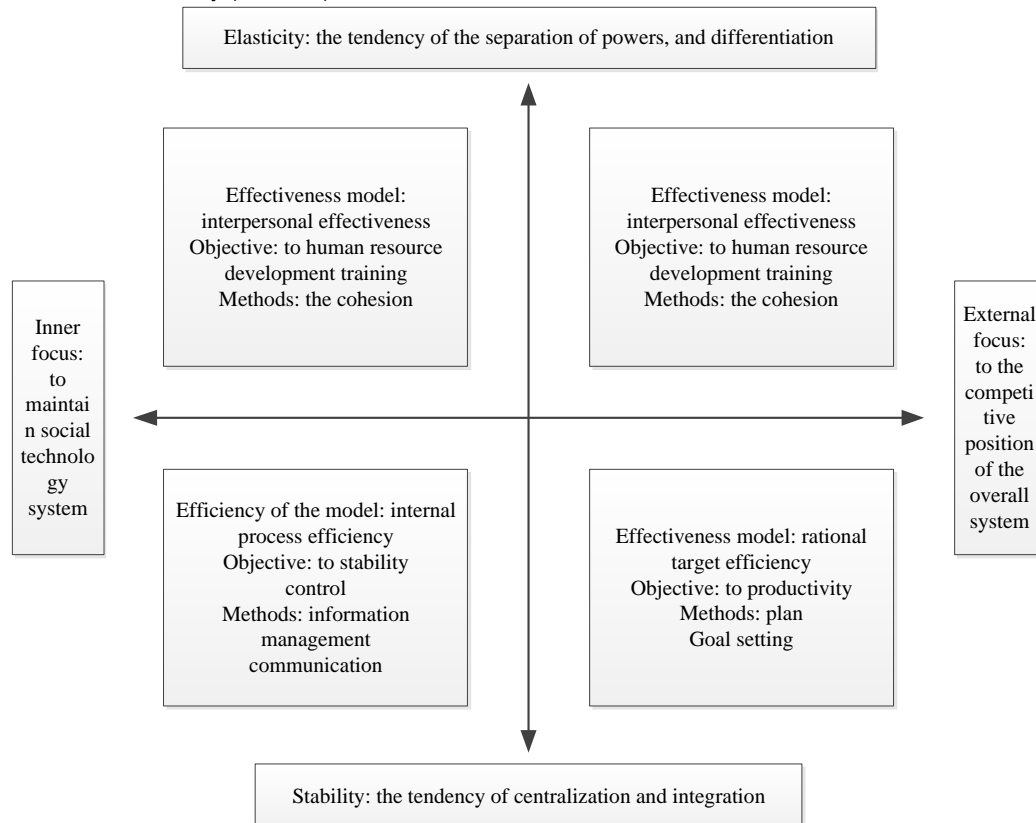 Elasticity: the tendency of the separation of powers, and differentiation
Effectiveness model:
interpersonal effectiveness
Objective: to human resource
development training
Methods: the cohesion
Effectiveness model:
interpersonal effectiveness
Objective: to human resource
development training
Methods: the cohesion
Inner
focus:
to
maintai
n social
technolo
gy
system
External
focus:
to the
competi
tive
position
of the
overall
system
Efficiency of the model: internal
process efficiency
Objective: to stability
control
Methods: information
management
communication
Effectiveness model: rational
target efficiency
Objective: to productivity
Methods: plan
Goal setting
Stability: the tendency of centralization and integration